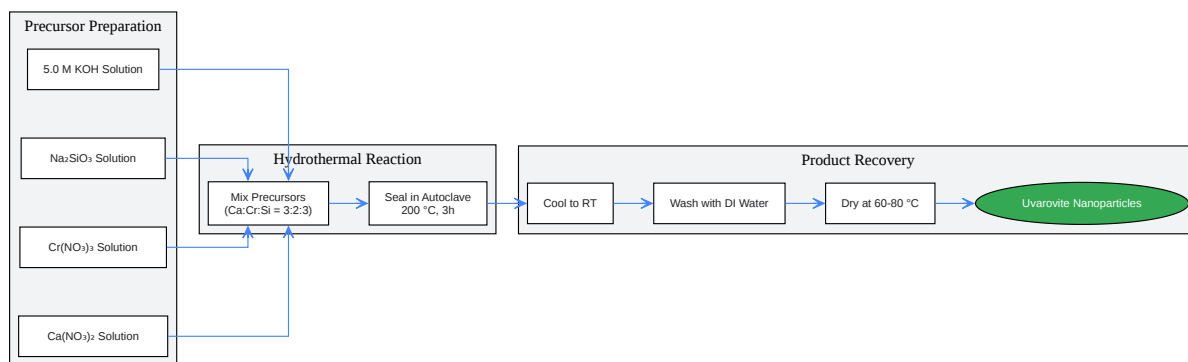 Precursor Preparation
5.0 M KOH Solution
Na₂SiO₃ Solution
Cr(NO₃)₃ Solution
Ca(NO₃)₂ Solution
Hydrothermal Reaction
Mix Precursors
(Ca:Cr:Si = 3:2:3)
Seal in Autoclave
200 °C, 3h
Product Recovery
Cool to RT
Wash with DI Water
Dry at 60-80 °C
Uvarovite Nanoparticles